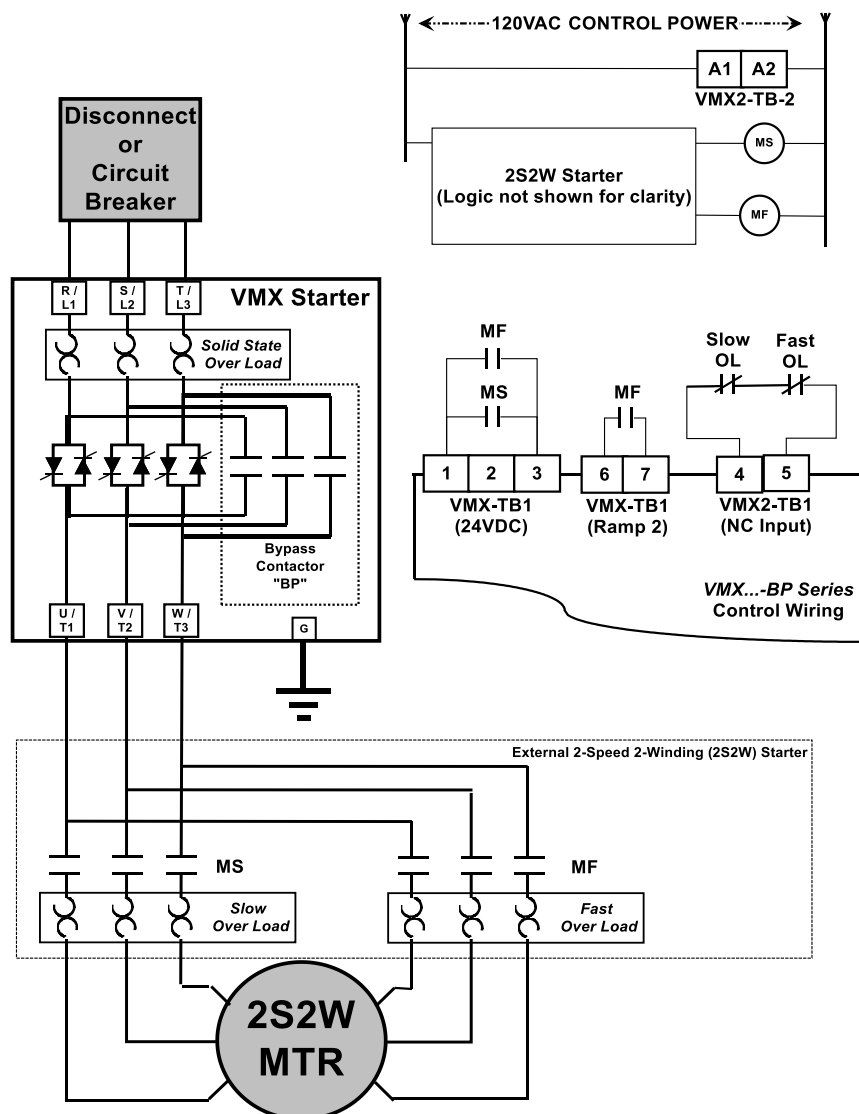 120VAC CONTROL POWER
A1 A2
VMX2-TB-2
MS
2S2W Starter
(Logic not shown for clarity)
MF
Disconnect
or
Circuit
Breaker
R /
L1
S /
L2
T /
L3
VMX Starter
Solid State
Over Load
Bypass
Contactor
"BP"
U /
T1
V /
T2
W /
T3
G
MF
MS
MF
Slow
OL
Fast
OL
1 2 3
6 7
4 5
VMX-TB1
(24VDC)
VMX-TB1
(Ramp 2)
VMX2-TB1
(NC Input)
VMX...-BP Series
Control Wiring
External 2-Speed 2-Winding (2S2W) Starter
MS
MF
Slow
Over Load
Fast
Over Load
2S2W
MTR